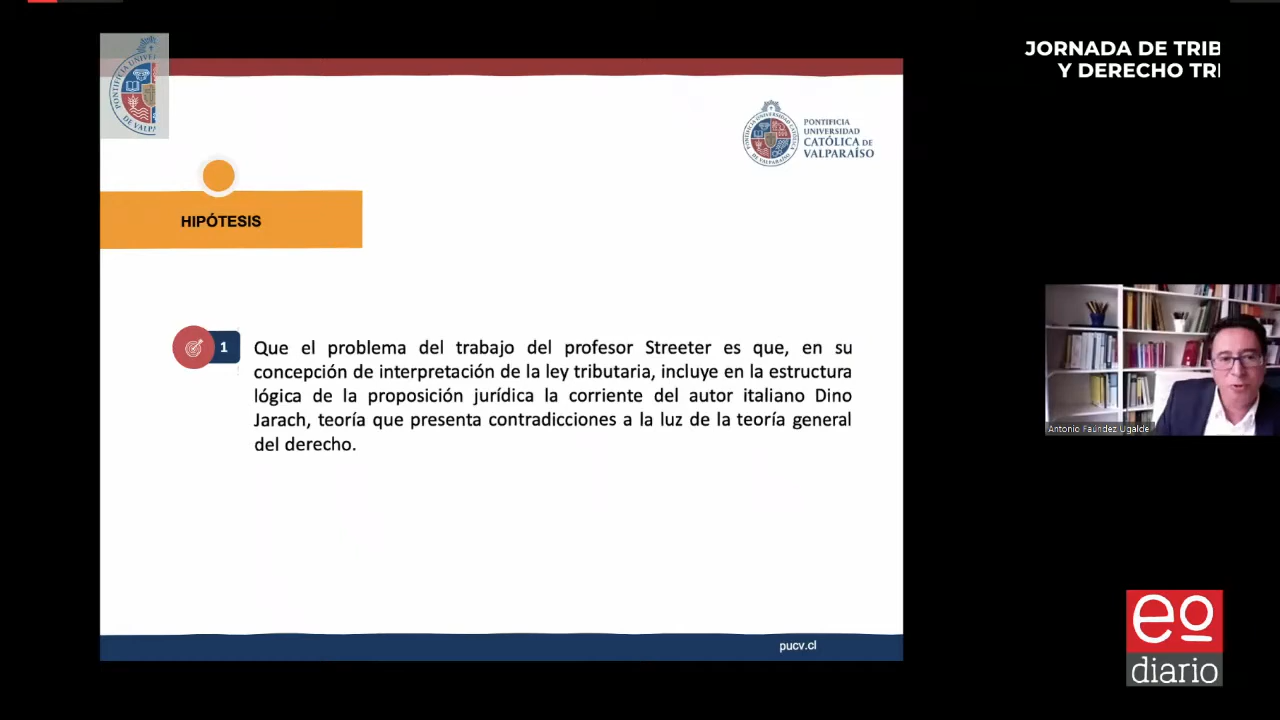 JORNADA DE TRIB
Y DERECHO TRI
PONTIFICIA
UNIVERSIDAD
CATÓLICA DE
VALPARAÍSO
HIPÓTESIS
1
Que el problema del trabajo del profesor Streeter es que, en su
concepción de interpretación de la ley tributaria, incluye en la estructura
lógica de la proposición jurídica la corriente del autor italiano Dino
Jarach, teoría que presenta contradicciones a la luz de la teoría general
del derecho.
Antonio Faúndez Ugalde
pucv.cl
eo
diario